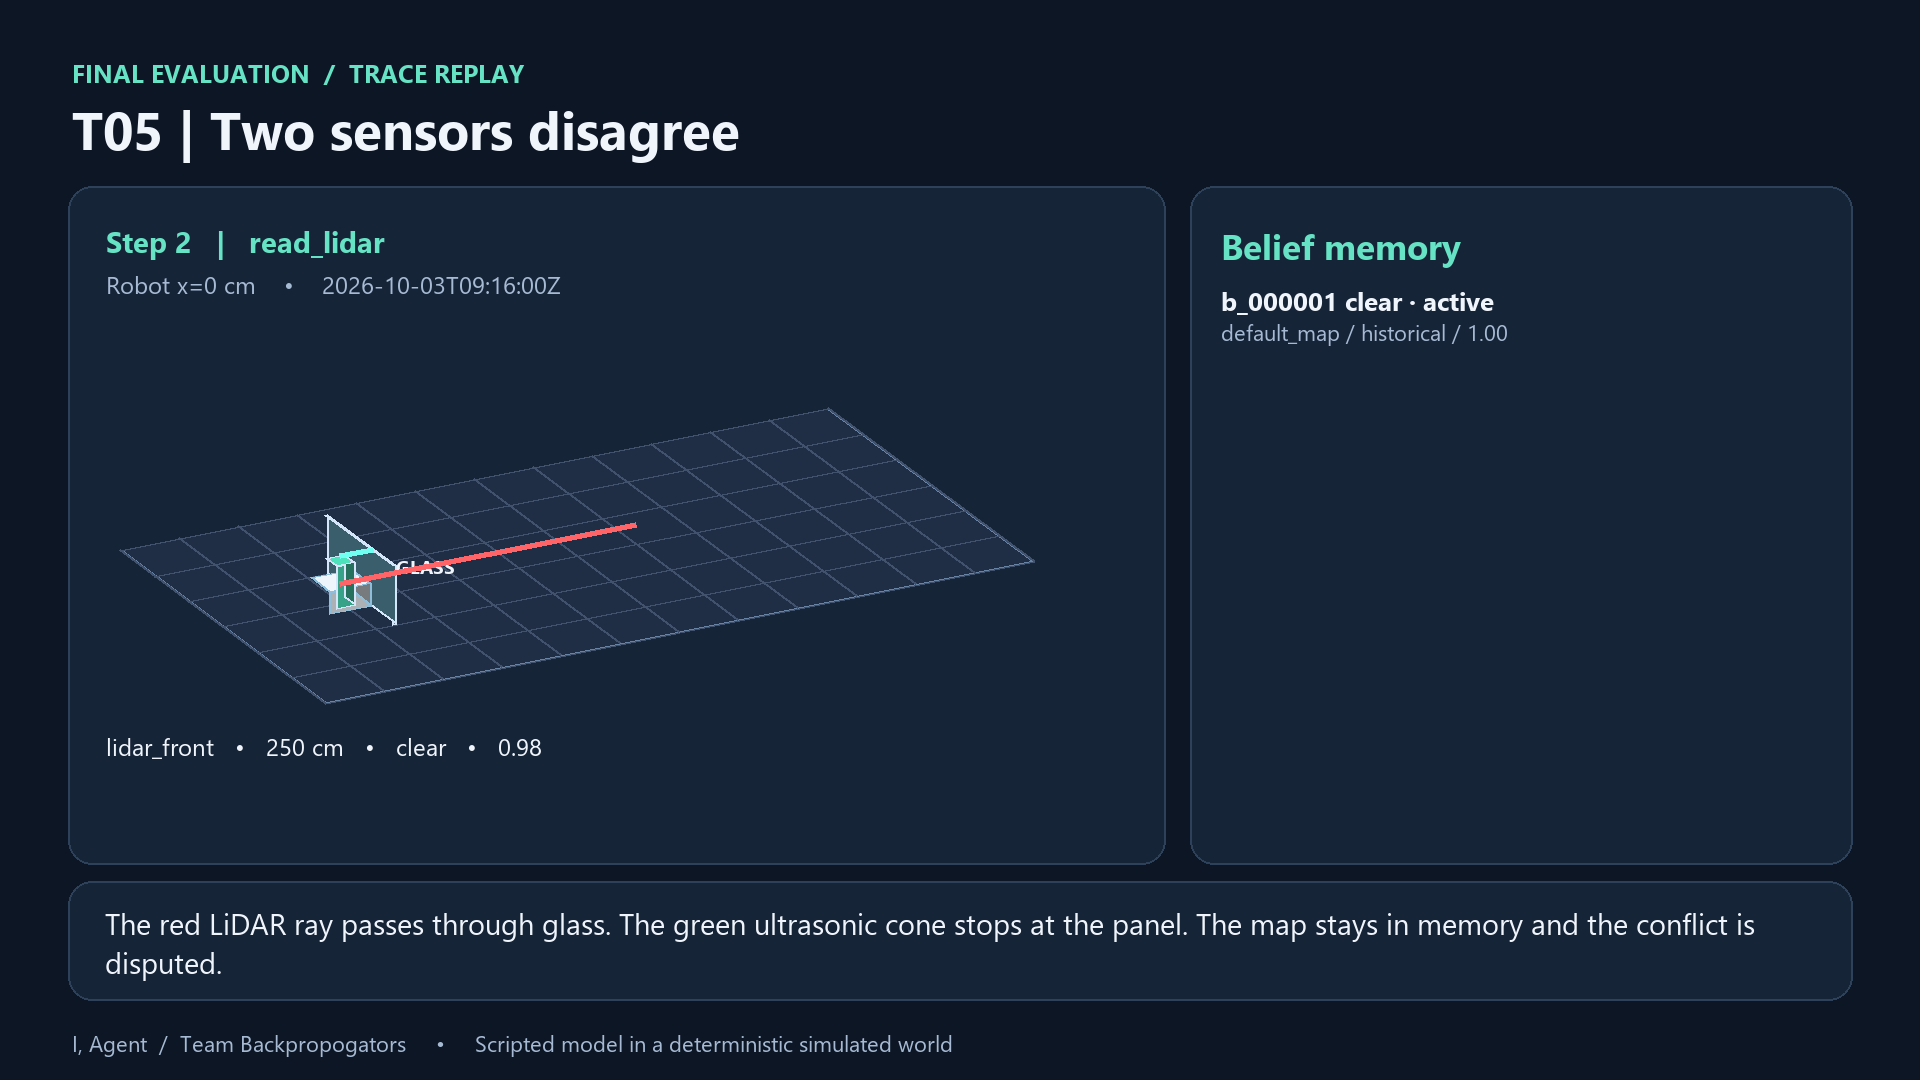 FINAL EVALUATION / TRACE REPLAY
T05 | Two sensors disagree
Step 2 | read_lidar
Robot x=0 cm • 2026-10-03T09:16:00Z
GLASS
lidar_front • 250 cm • clear • 0.98
Belief memory
b_000001 clear · active
default_map / historical / 1.00
The red LiDAR ray passes through glass. The green ultrasonic cone stops at the panel. The map stays in memory and the conflict is
disputed.
I, Agent / Team Backpropogators • Scripted model in a deterministic simulated world